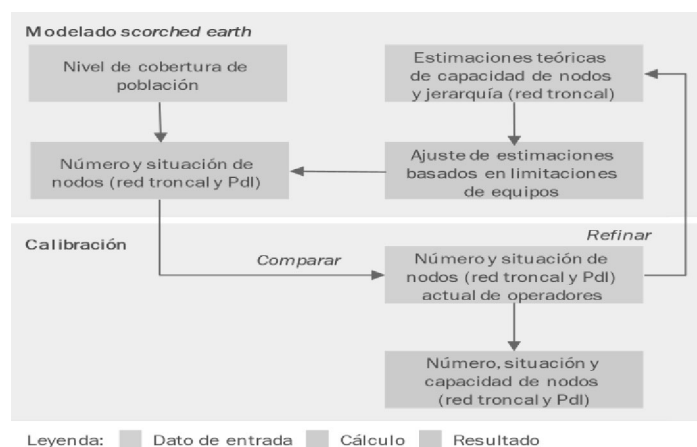 Modelado scorched earth
Nivel de cobertura de
población
Estimaciones teóricas
de capacidad de nodos
y jerarquía (red troncal)
Número y situación de
nodos (red troncal y PdI)
Ajuste de estimaciones
basados en limitaciones
de equipos
Calibración
Refinar
Comparar
Número y situación de
nodos (red troncal y PdI)
actual de operadores
Número, situación y
capacidad de nodos
(red troncal y PdI)
Leyenda: Dato de entrada Cálculo Resultado